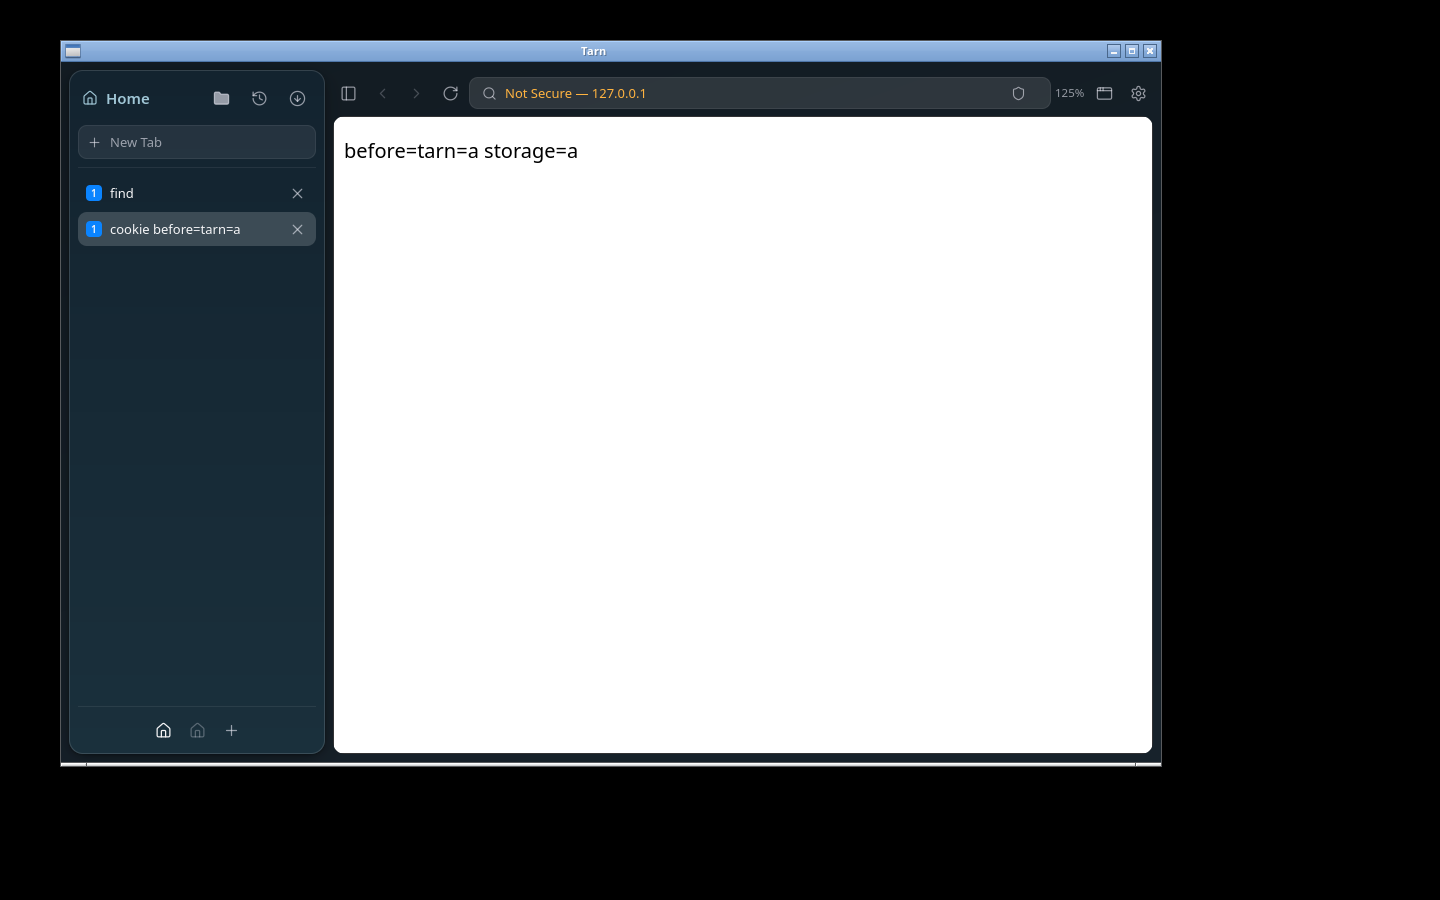 Tarn
Home
Not Secure — 127.0.0.1
125%
New Tab
1 find
1 cookie before=tarn=a
before=tarn=a storage=a